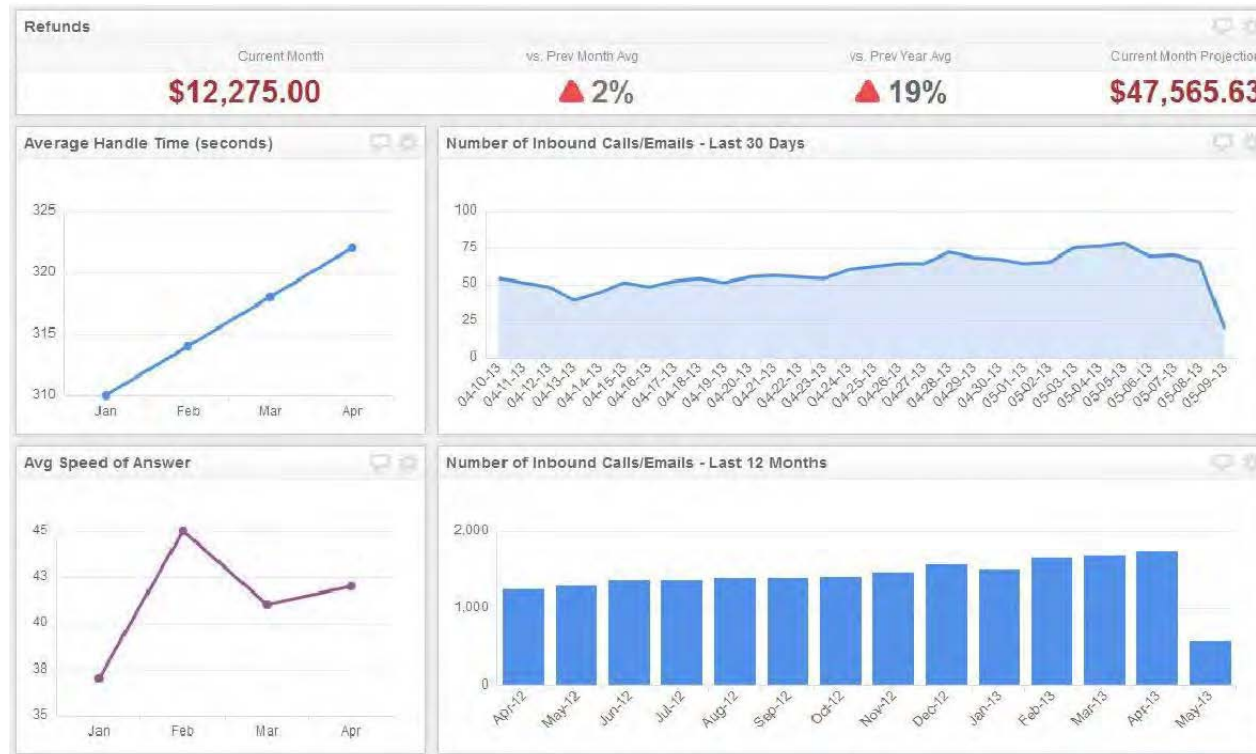 Refunds
Current Month
vs. Prev Month Avg
vs. Prev Year Avg
Current Month Projection
$12,275.00
2%
19%
$47,565.63
Average Handle Time (seconds)
325
320
315
310
Jan Feb Mar Apr
Number of Inbound Calls/Emails - Last 30 Days
100
75
50
25
0
04-10-13 04-11-13 04-12-13 04-13-13 04-14-13 04-15-13 04-16-13 04-17-13 04-18-13 04-19-13 04-20-13 04-21-13 04-22-13 04-23-13 04-24-13 04-25-13 04-26-13 04-27-13 04-28-13 04-29-13 04-30-13 05-01-13 05-02-13 05-03-13 05-04-13 05-05-13 05-06-13 05-07-13 05-08-13 05-09-13
Avg Speed of Answer
45
43
40
38
35
Jan Feb Mar Apr
Number of Inbound Calls/Emails - Last 12 Months
2,000
1,000
0
Apr-12 May-12 Jun-12 Jul-12 Aug-12 Sep-12 Oct-12 Nov-12 Dec-12 Jan-13 Feb-13 Mar-13 Apr-13 May-13